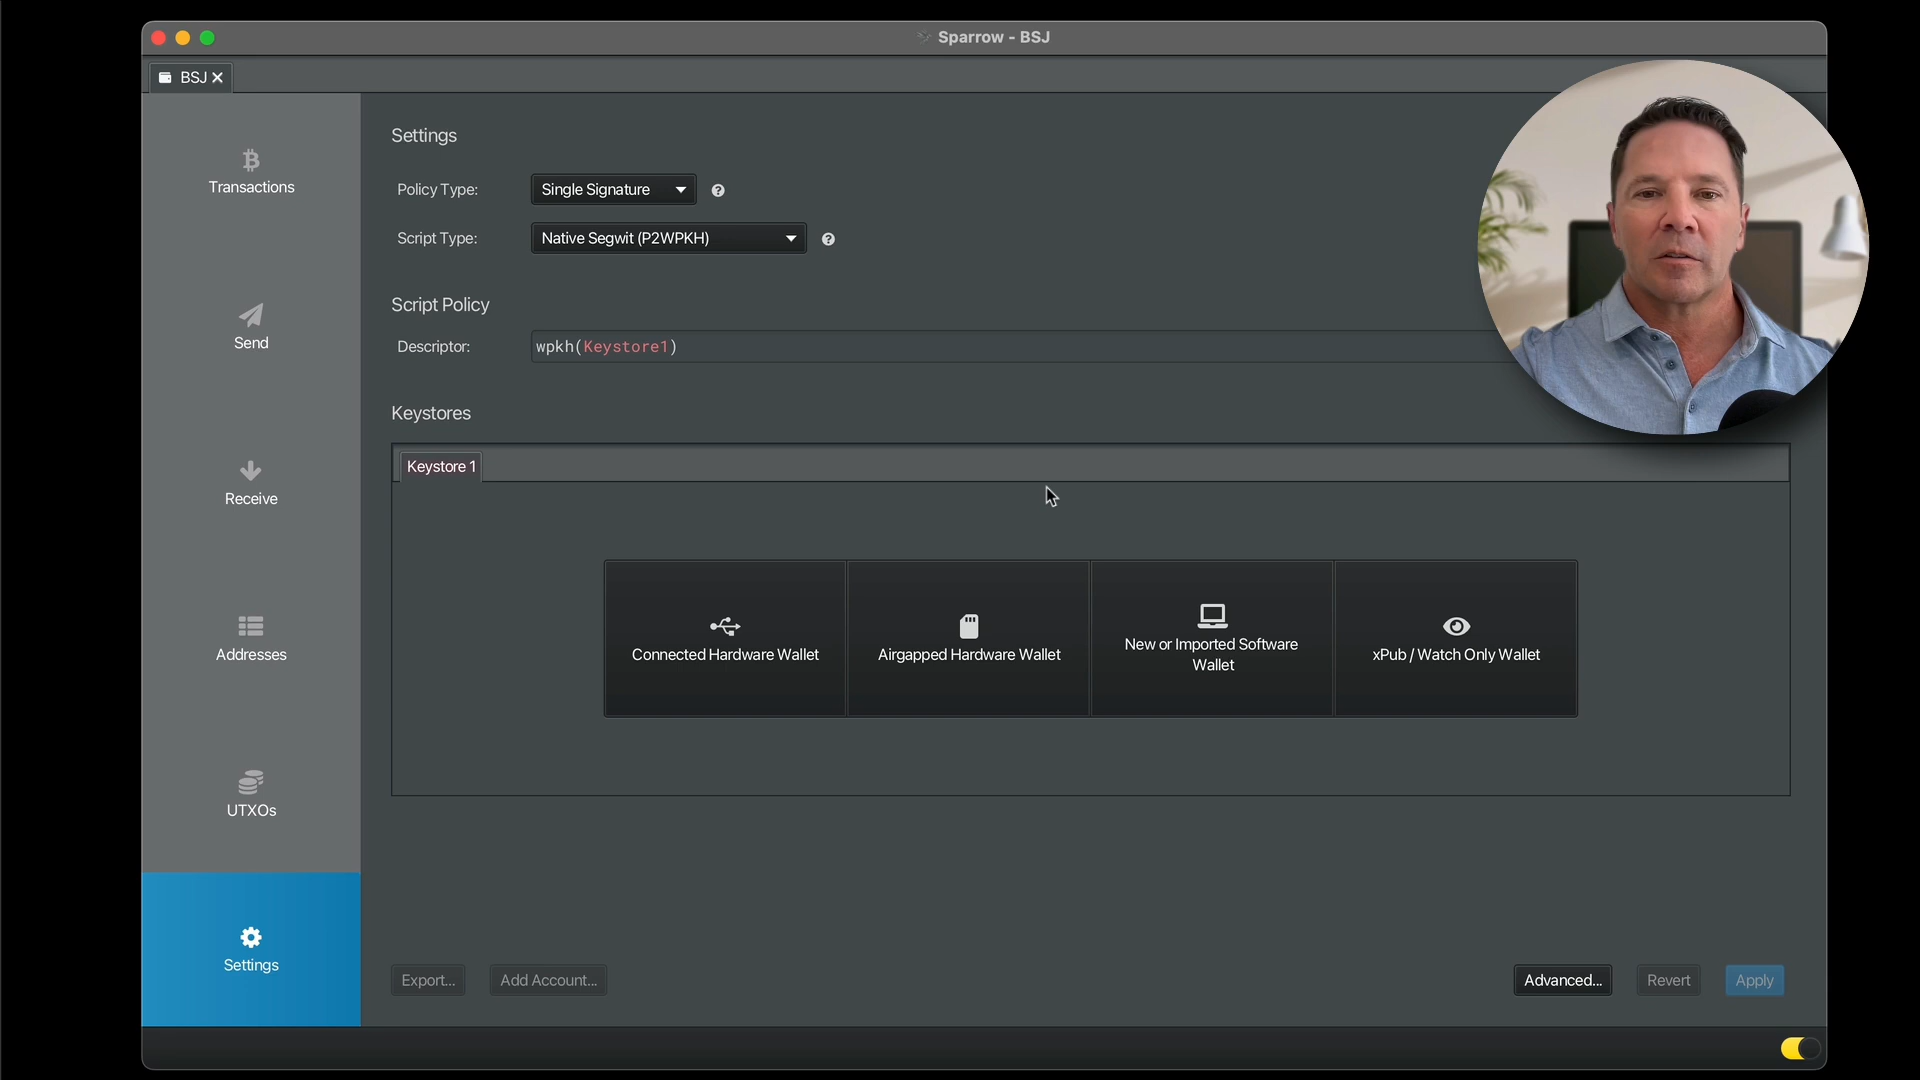 Sparrow - BSJ
BSJ
Transactions
Send
Receive
Addresses
UTXOs
Settings
Settings
Policy Type:
Single Signature
Script Type:
Native Segwit (P2WPKH)
Script Policy
Descriptor:
wpkh(Keystore1)
Keystores
Keystore 1
Connected Hardware Wallet
Airgapped Hardware Wallet
New or Imported Software
Wallet
xPub / Watch Only Wallet
Export...
Add Account...
Advanced...
Revert
Apply